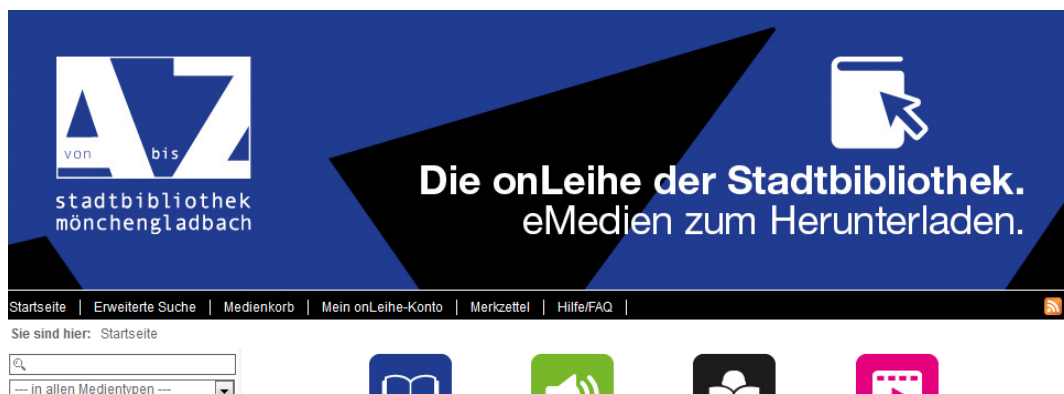 A Z
von bis
stadtbibliothek
mönchengladbach
Die onLeihe der Stadtbibliothek.
eMedien zum Herunterladen.
Startseite | Erweiterte Suche | Medienkorb | Mein onLeihe-Konto | Merkzettel | Hilfe/FAQ |
Sie sind hier: Startseite
--- in allen Medientypen ---